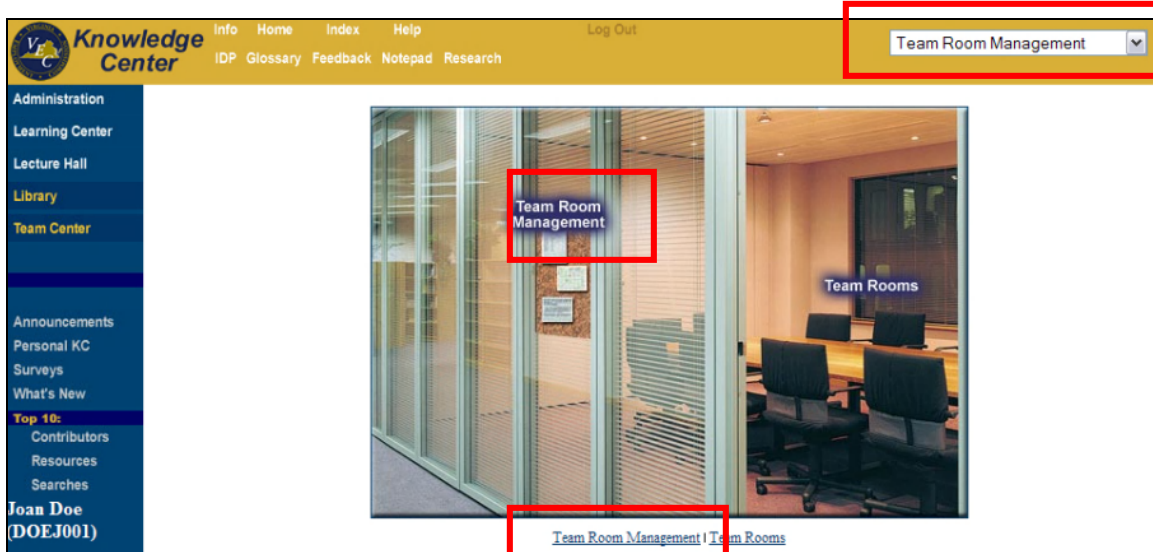 VEC
Knowledge
Center
Info Home Index Help Log Out
IDP Glossary Feedback Notepad Research
Team Room Management
Administration
Learning Center
Lecture Hall
Library
Team Center
Announcements
Personal KC
Surveys
What's New
Top 10:
Contributors
Resources
Searches
Joan Doe
(DOEJ001)
Team Room
Management
Team Rooms
Team Room Management | Team Rooms